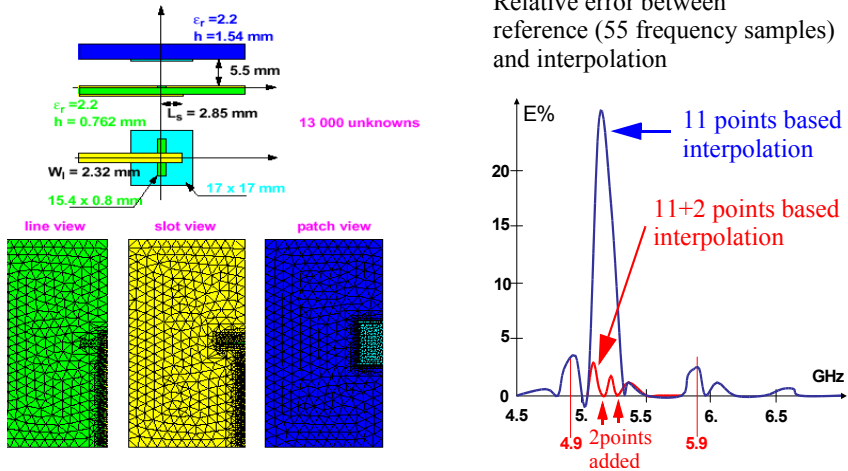 εr =2.2
h =1.54 mm
5.5 mm
εr =2.2
h = 0.762 mm
Ls = 2.85 mm
13 000 unknowns
Wl = 2.32 mm
15.4 x 0.8 mm
17 x 17 mm
line view
slot view
patch view
Relative error between
reference (55 frequency samples)
and interpolation
E%
11 points based
interpolation
11+2 points based
interpolation
20
15
10
5
0
GHz
4.5
5.
5.5
6.
6.5
4.9
2points
added
5.9